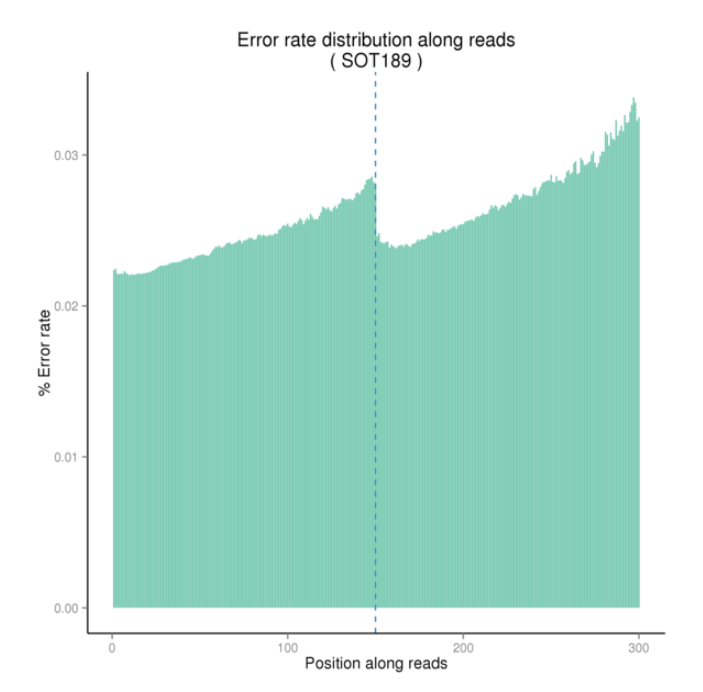 Error rate distribution along reads
( SOT189 )
% Error rate
0.03
0.02
0.01
0.00
0
100
200
300
Position along reads